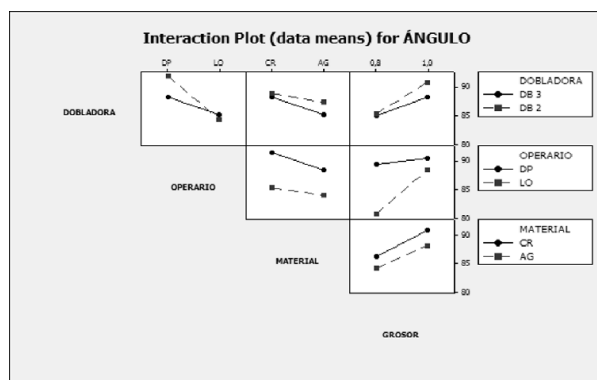 Interaction Plot (data means) for ÁNGULO
DP LO CR AG 0,8 1,0
DOBLADORA
90
85
80
DOBLADORA
DB 3
DB 2
OPERARIO
90
85
80
OPERARIO
DP
LO
MATERIAL
90
85
80
MATERIAL
CR
AG
GROSOR